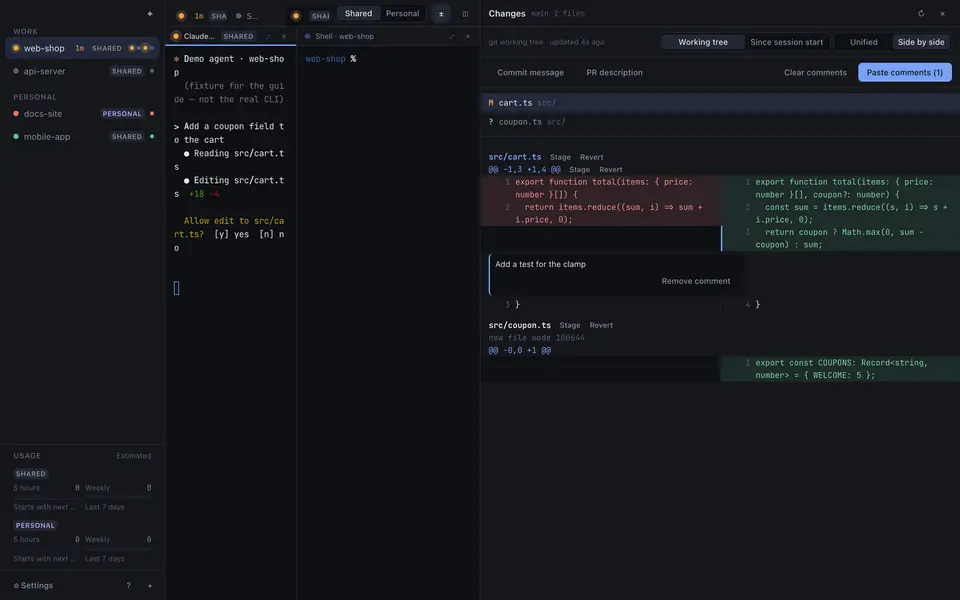 WORK
web-shop 1m SHARED
api-server SHARED
PERSONAL
docs-site PERSONAL
mobile-app SHARED
USAGE Estimated
SHARED
5 hours 0 Weekly 0
Starts with next ... Last 7 days
PERSONAL
5 hours 0 Weekly 0
Starts with next ... Last 7 days
Settings ? +
1m SHA S...
SHAR
Shared Personal
Claude... SHARED
Shell · web-shop
✻ Demo agent · web-sho
p
(fixture for the gui
de — not the real CLI)
> Add a coupon field t
o the cart
● Reading src/cart.t
s
● Editing src/cart.t
s +18 -4
Allow edit to src/ca
rt.ts? [y] yes [n] n
o
web-shop %
Changes main 2 files
git working tree · updated 4s ago
Working tree Since session start
Unified Side by side
Commit message PR description
Clear comments Paste comments (1)
M cart.ts src/
? coupon.ts src/
src/cart.ts Stage Revert
@@ -1,3 +1,4 @@ Stage Revert
1 export function total(items: { price:
number }[]) {
2 return items.reduce((sum, i) => sum +
i.price, 0);
1 export function total(items: { price:
number }[], coupon?: number) {
2 const sum = items.reduce((s, i) => s +
i.price, 0);
3 return coupon ? Math.max(0, sum -
coupon) : sum;
Add a test for the clamp
Remove comment
3 }
4 }
src/coupon.ts Stage Revert
new file mode 100644
@@ -0,0 +1 @@
1 export const COUPONS: Record<string,
number> = { WELCOME: 5 };